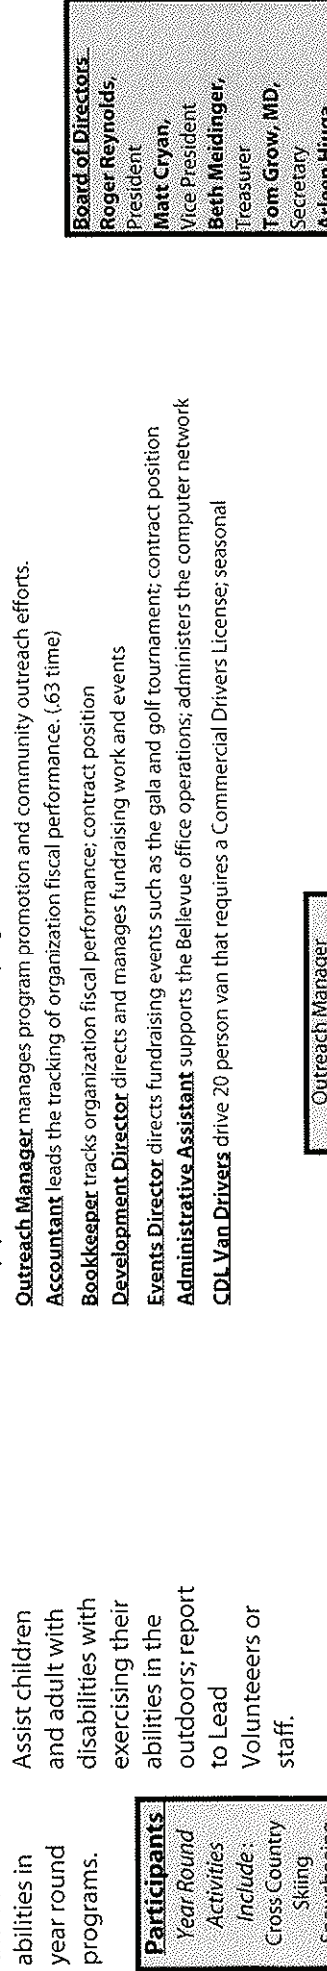 abilities in
year round
programs.
Participants
Year Round
Activities
Include:
Cross Country
Skiing
Assist children
and adult with
disabilities with
exercising their
abilities in the
outdoors; report
to Lead
Volunteeers or
staff.
Outreach Manager manages program promotion and community outreach efforts.
Accountant leads the tracking of organization fiscal performance. (.63 time)
Bookkeeper tracks organization fiscal performance; contract position
Development Director directs and manages fundraising work and events
Events Director directs fundraising events such as the gala and golf tournament; contract position
Administrative Assistant supports the Bellevue office operations; administers the computer network
CDL Van Drivers drive 20 person van that requires a Commercial Drivers License; seasonal
Outreach Manager
Board of Directors
Roger Reynolds,
President
Matt Cryan,
Vice President
Beth Meidinger,
Treasurer
Tom Grow, MD,
Secretary